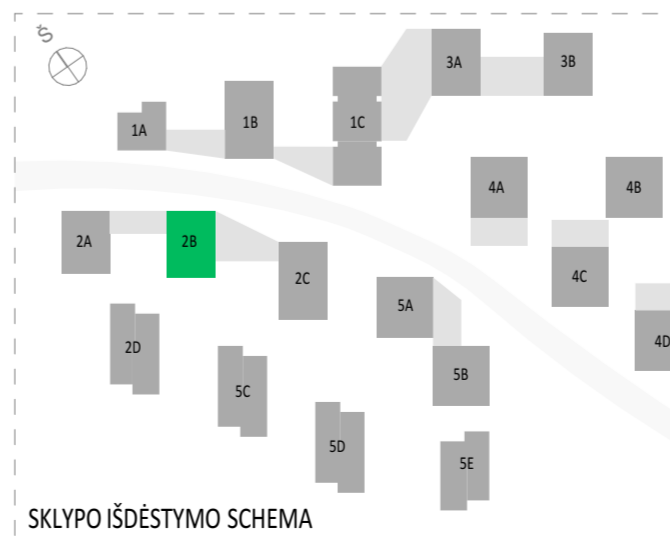 Š
3A
3B
1A
1B
1C
4A
4B
2A
2B
2C
4C
5A
4D
2D
5B
5C
5D
5E
SKLYPO IŠDĖSTYMO SCHEMA